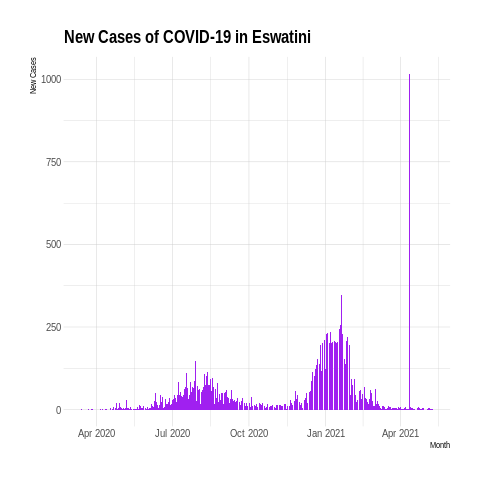 New Cases of COVID-19 in Eswatini
New Cases
1000
750
500
250
0
Apr 2020 Jul 2020 Oct 2020 Jan 2021 Apr 2021
Month